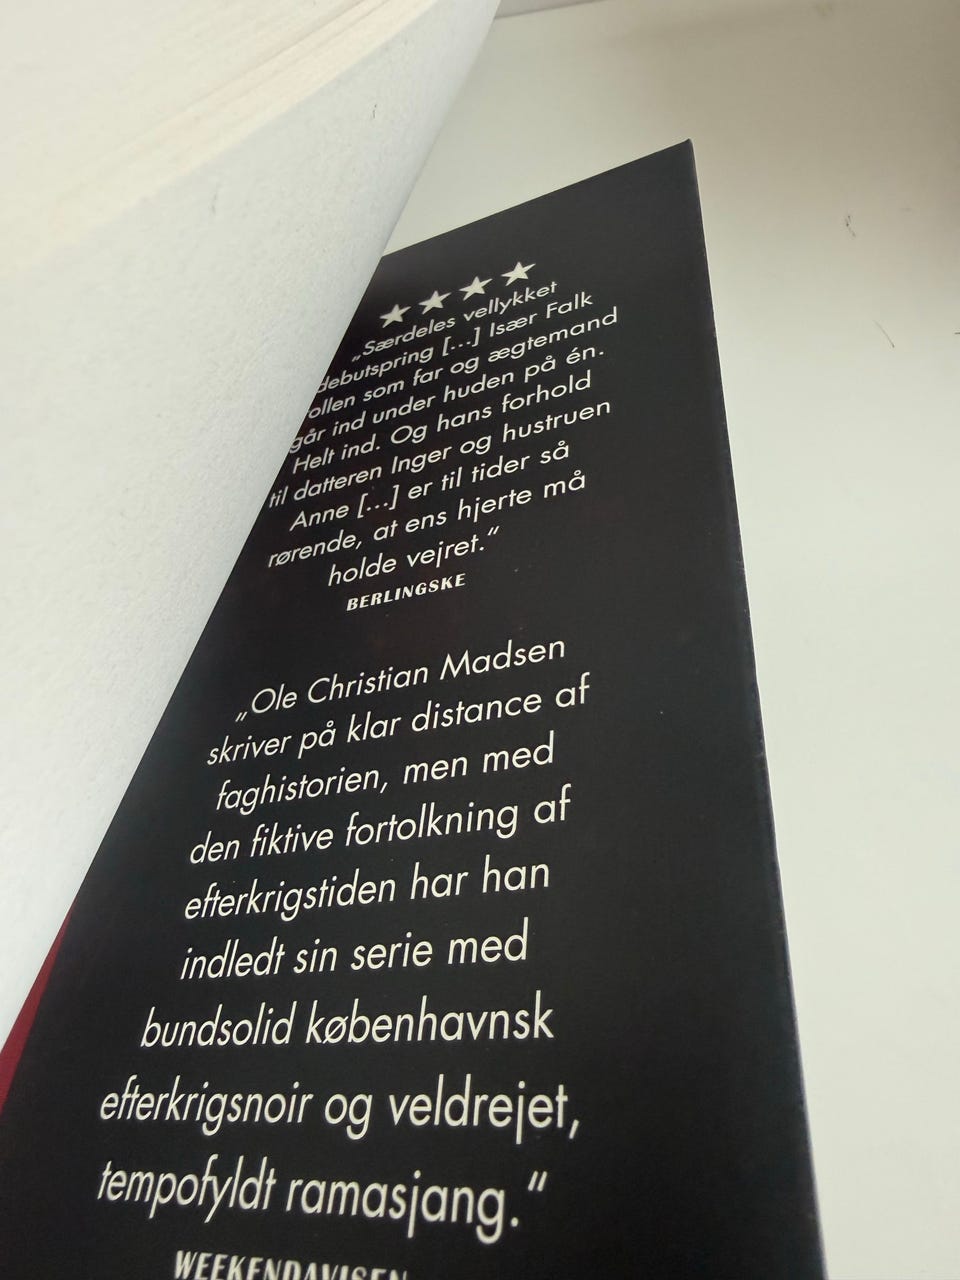 ★★★★
„Særdeles vellykket
debutspring [...] Især Falk
rollen som far og ægtemand
går ind under huden på én.
Helt ind. Og hans forhold
til datteren Inger og hustruen
Anne [...] er til tider så
rørende, at ens hjerte må
holde vejret.“
BERLINGSKE
„Ole Christian Madsen
skriver på klar distance af
faghistorien, men med
den fiktive fortolkning af
efterkrigstiden har han
indledt sin serie med
bundsolid københavnsk
efterkrigsnoir og veldrejet,
tempofyldt ramasjang.“
WEEKENDAVISEN